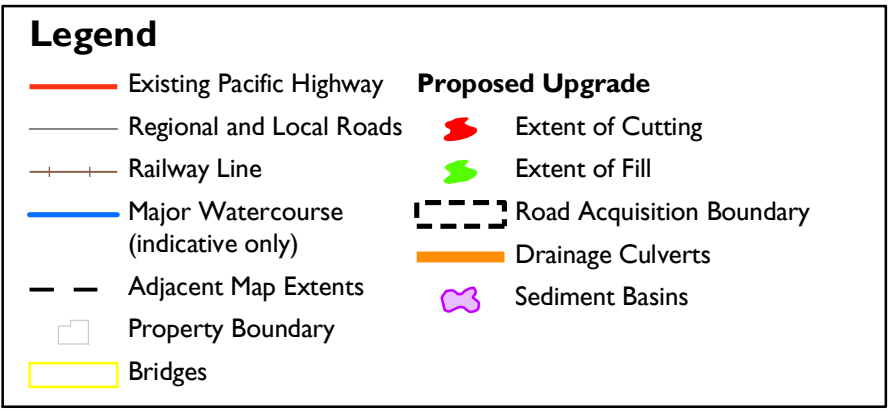 Legend
Existing Pacific Highway
Regional and Local Roads
Railway Line
Major Watercourse
(indicative only)
Adjacent Map Extents
Property Boundary
Bridges
Proposed Upgrade
Extent of Cutting
Extent of Fill
Road Acquisition Boundary
Drainage Culverts
Sediment Basins